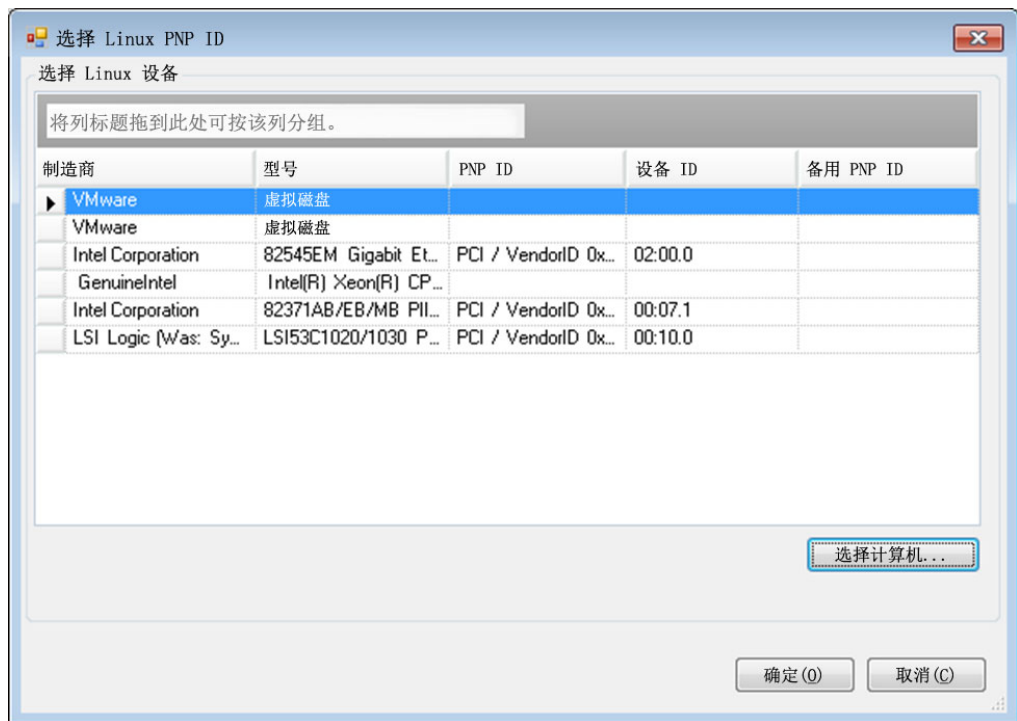 选择 Linux PNP ID
选择 Linux 设备
将列标题拖到此处可按该列分组。
制造商 型号 PNP ID 设备 ID 备用 PNP ID
VMware 虚拟磁盘
VMware 虚拟磁盘
Intel Corporation 82545EM Gigabit Et... PCI / VendorID 0x... 02:00.0
GenuineIntel Intel(R) Xeon(R) CP...
Intel Corporation 82371AB/EB/MB PII... PCI / VendorID 0x... 00:07.1
LSI Logic (Was: Sy... LSI53C1020/1030 P... PCI / VendorID 0x... 00:10.0
选择计算机...
确定(O) 取消(C)